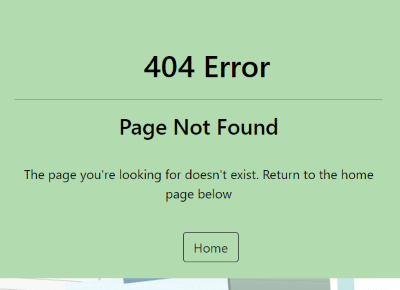 404 Error
Page Not Found
The page you're looking for doesn't exist. Return to the home
page below
Home